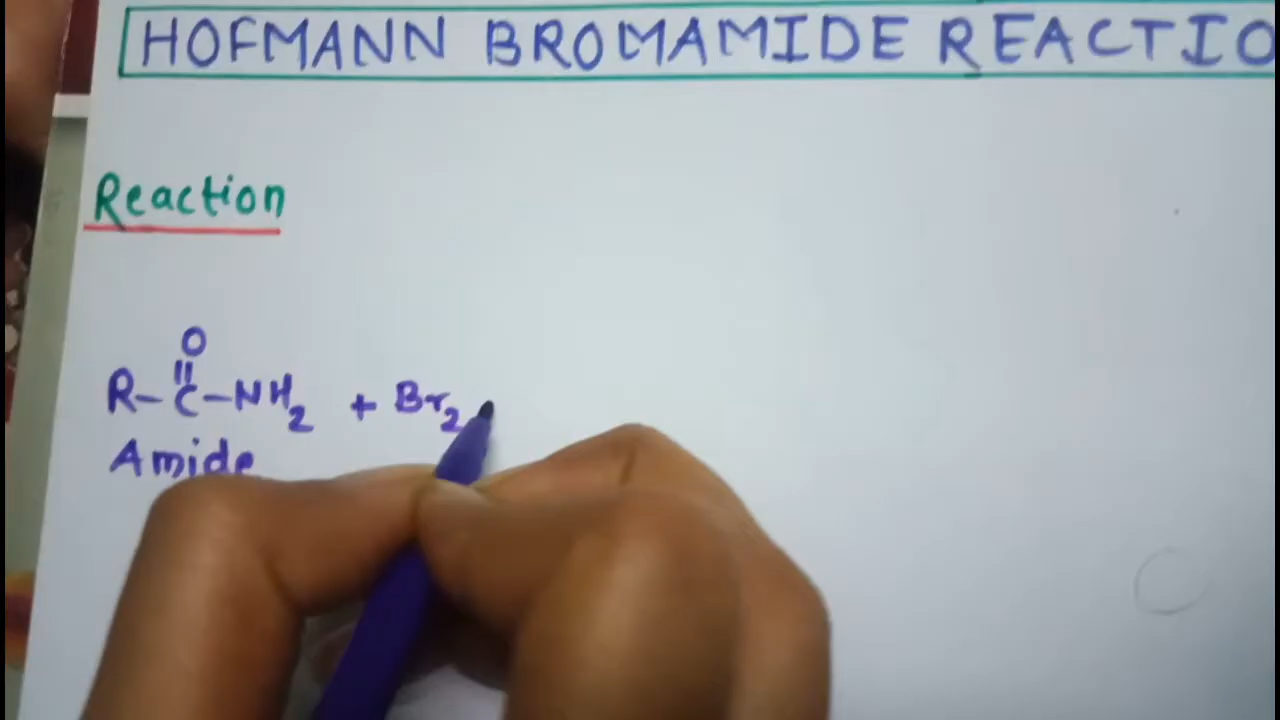 HOFMANN BROMAMIDE REACTIO
Reaction
O
R-C-NH2 + Br2
Amide